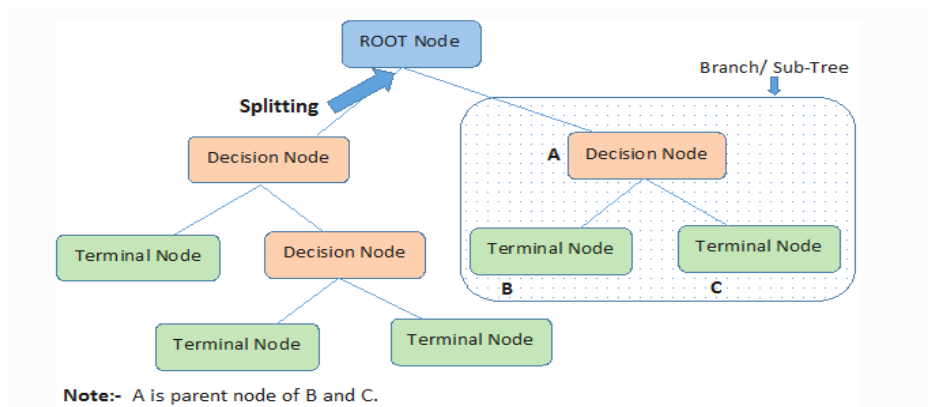 ROOT Node
Branch/ Sub-Tree
Splitting
Decision Node
A
Decision Node
Terminal Node
Decision Node
Terminal Node
Terminal Node
B
C
Terminal Node
Terminal Node
Note:- A is parent node of B and C.